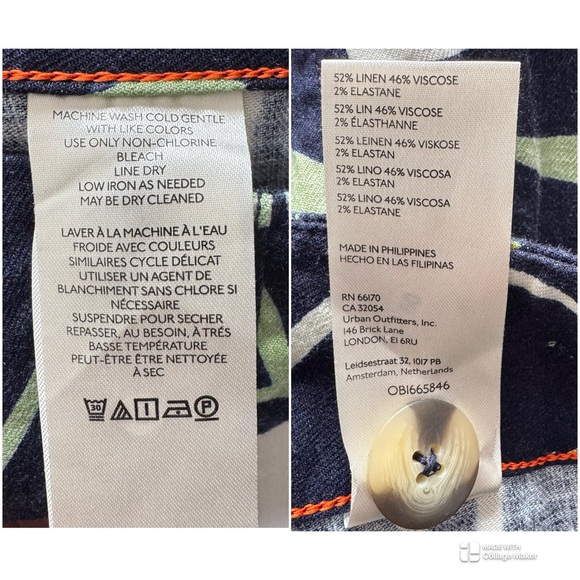 MACHINE WASH COLD GENTLE
WITH LIKE COLORS
USE ONLY NON-CHLORINE
BLEACH
LINE DRY
LOW IRON AS NEEDED
MAY BE DRY CLEANED
LAVER À LA MACHINE À L'EAU
FROIDE AVEC COULEURS
SIMILAIRES CYCLE DÉLICAT
UTILISER UN AGENT DE
BLANCHIMENT SANS CHLORE SI
NÉCESSAIRE
SUSPENDRE POUR SECHER
REPASSER, AU BESOIN, À TRÉS
BASSE TEMPÉRATURE
PEUT-ÊTRE ÊTRE NETTOYÉE
À SEC
30
P
52% LINEN 46% VISCOSE
2% ELASTANE
52% LIN 46% VISCOSE
2% ÉLASTHANNE
52% LEINEN 46% VISKOSE
2% ELASTAN
52% LINO 46% VISCOSA
2% ELASTANE
52% LINO 46% VISCOSA
2% ELASTANE
MADE IN PHILIPPINES
HECHO EN LAS FILIPINAS
RN 66170
CA 32054
Urban Outfitters, Inc.
146 Brick Lane
LONDON, E1 6RU
Leidsestraat 32, 1017 PB
Amsterdam, Netherlands
OB1665846
MADE WITH
Collage Maker